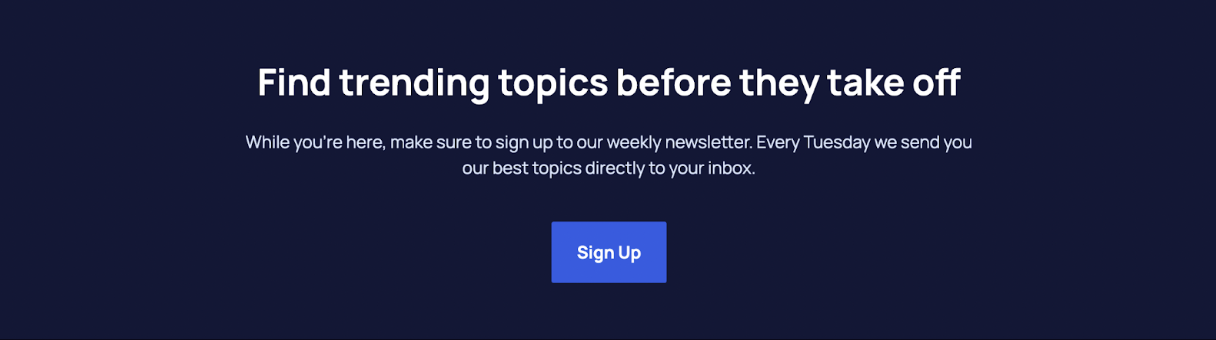 Find trending topics before they take off
While you're here, make sure to sign up to our weekly newsletter. Every Tuesday we send you
our best topics directly to your inbox.
Sign Up